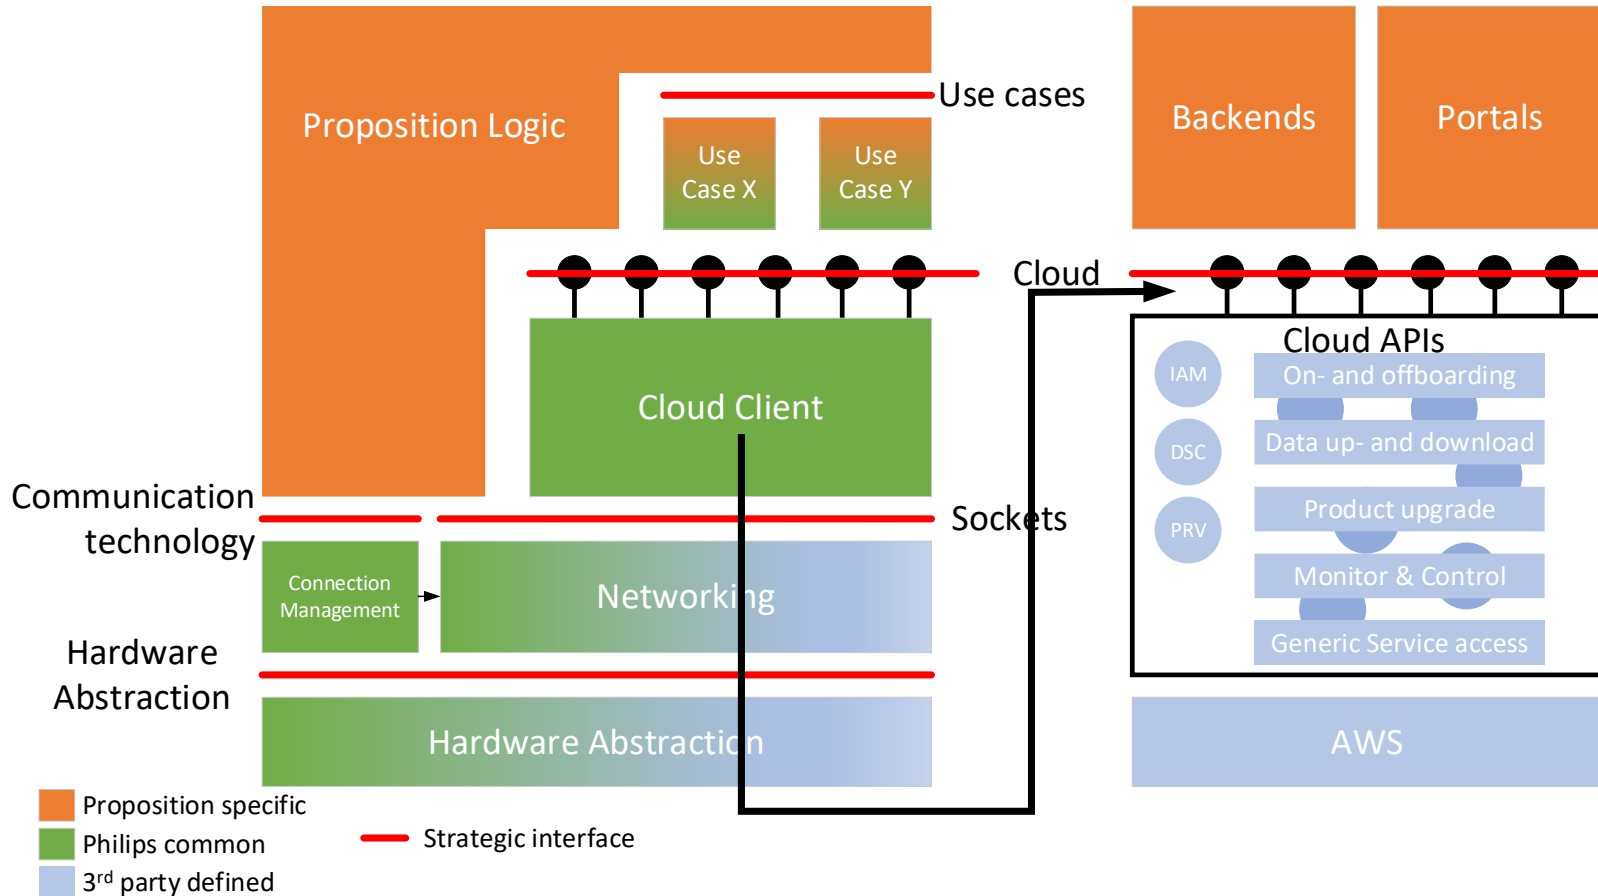 Proposition Logic
Use cases
Use
Case X
Use
Case Y
Backends
Portals
Cloud
Cloud Client
Cloud APIs
IAM
On- and offboarding
DSC
Data up- and download
PRV
Product upgrade
Monitor & Control
Generic Service access
Communication
technology
Sockets
Connection
Management
Networking
Hardware
Abstraction
Hardware Abstraction
AWS
Proposition specific
Philips common
3rd party defined
Strategic interface